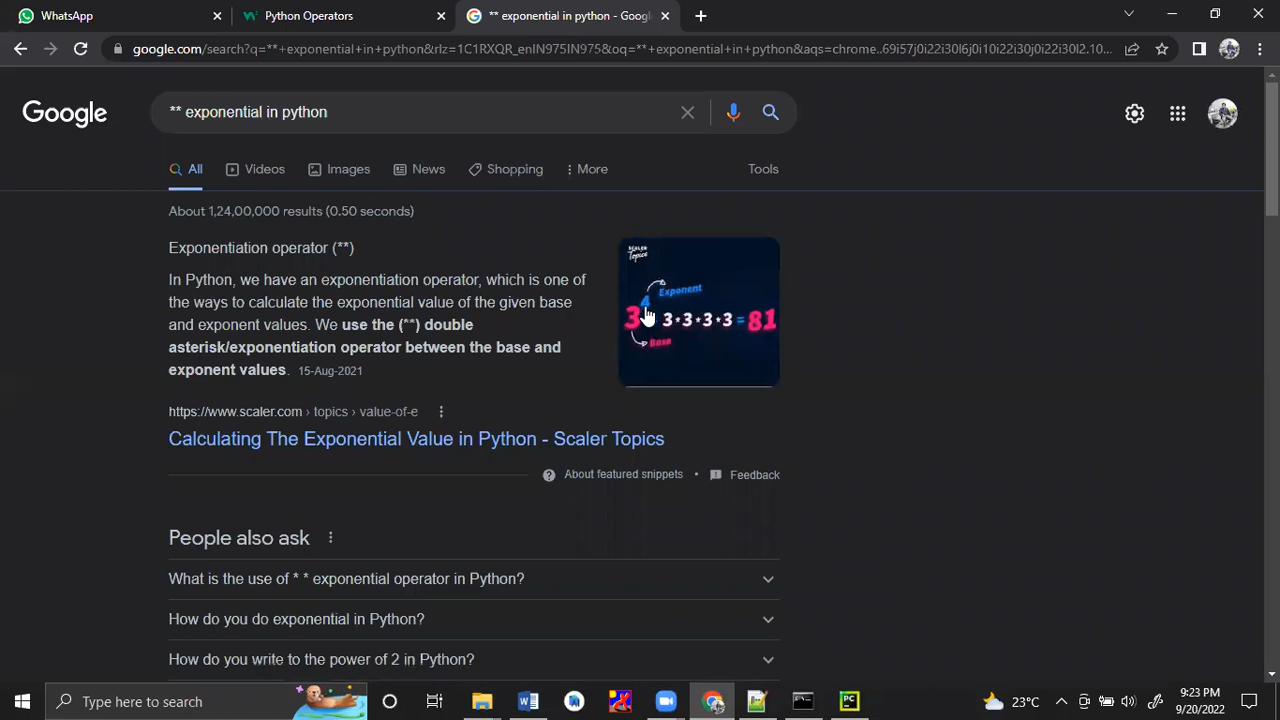 WhatsApp
Python Operators
** exponential in python - Googl
google.com/search?q=**+exponential+in+python&rlz=1C1RXQR_enIN975IN975&oq=**+exponential+in+python&aqs=chrome..69i57j0i22i30l6j0i10i22i30j0i22i30l2.10...
Google
** exponential in python
All
Videos
Images
News
Shopping
More
Tools
About 1,24,00,000 results (0.50 seconds)
Exponentiation operator (**)
In Python, we have an exponentiation operator, which is one of
the ways to calculate the exponential value of the given base
and exponent values. We use the (**) double
asterisk/exponentiation operator between the base and
exponent values. 15-Aug-2021
SCALER
Topics
4 Exponent
3 3*3*3*3 = 81
Base
https://www.scaler.com › topics › value-of-e
Calculating The Exponential Value in Python - Scaler Topics
About featured snippets • Feedback
People also ask
What is the use of * * exponential operator in Python?
How do you do exponential in Python?
How do you write to the power of 2 in Python?
Type here to search
23°C
9:23 PM
9/20/2022